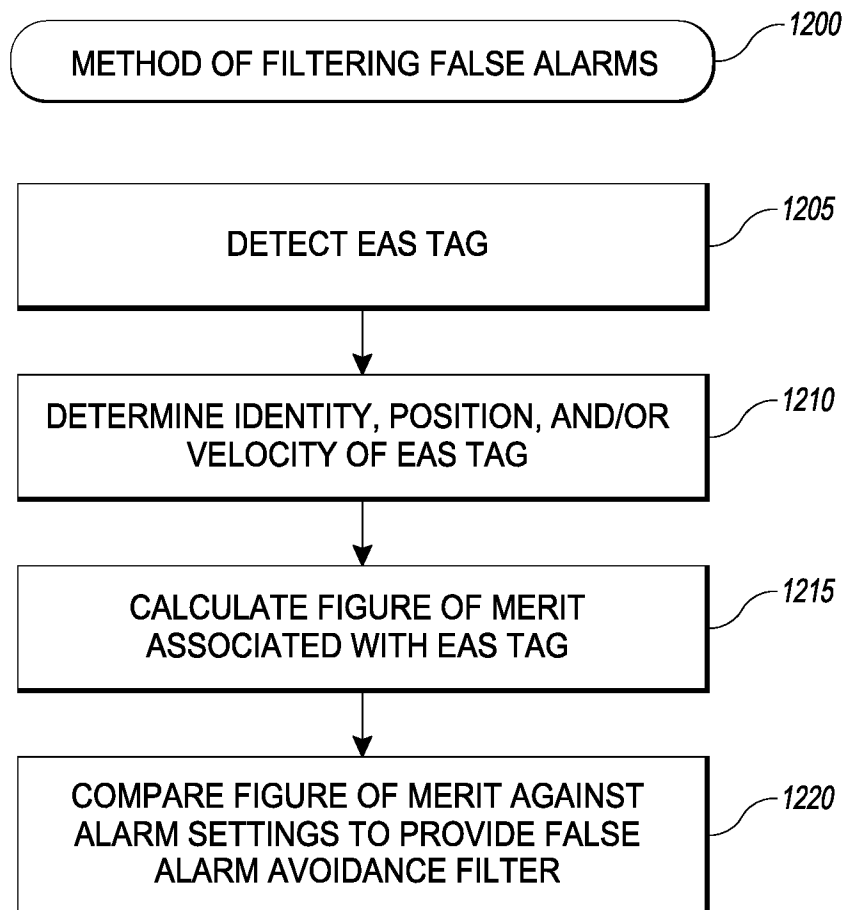 1200
METHOD OF FILTERING FALSE ALARMS
1205
DETECT EAS TAG
1210
DETERMINE IDENTITY, POSITION, AND/OR
VELOCITY OF EAS TAG
1215
CALCULATE FIGURE OF MERIT
ASSOCIATED WITH EAS TAG
1220
COMPARE FIGURE OF MERIT AGAINST
ALARM SETTINGS TO PROVIDE FALSE
ALARM AVOIDANCE FILTER